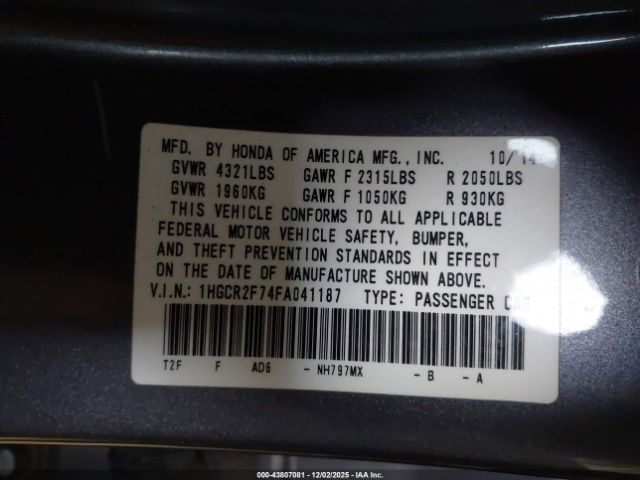 MFD. BY HONDA OF AMERICA MFG., INC. 10/'14
GVWR 4321LBS GAWR F 2315LBS R 2050LBS
GVWR 1960KG GAWR F 1050KG R 930KG
THIS VEHICLE CONFORMS TO ALL APPLICABLE
FEDERAL MOTOR VEHICLE SAFETY, BUMPER,
AND THEFT PREVENTION STANDARDS IN EFFECT
ON THE DATE OF MANUFACTURE SHOWN ABOVE.
V.I.N.: 1HGCR2F74FA041187 TYPE: PASSENGER CAR
T2F F AD6 - NH797MX - B - A
000-43807081 - 12/02/2025 - IAAI, Inc.